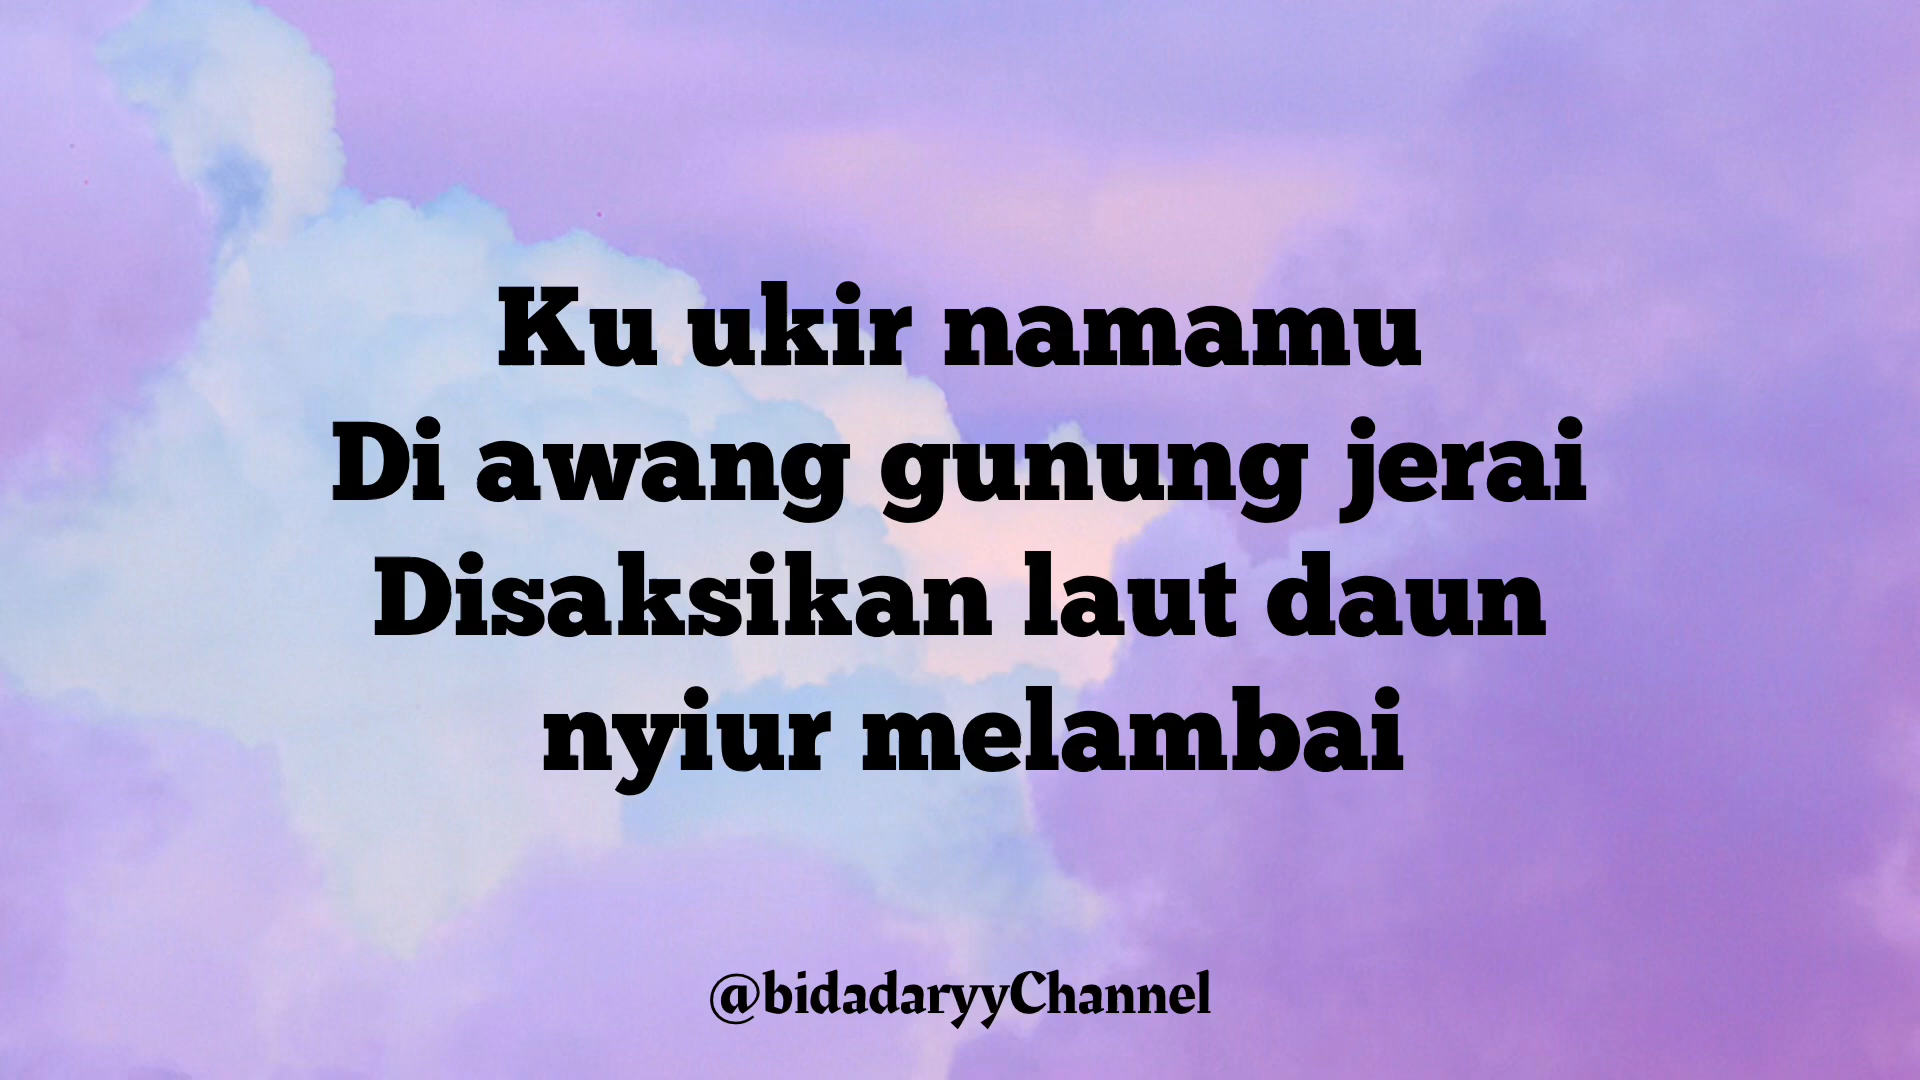 Ku ukir namamu
Di awang gunung jerai
Disaksikan laut daun
nyiur melambai
@bidadaryyChannel